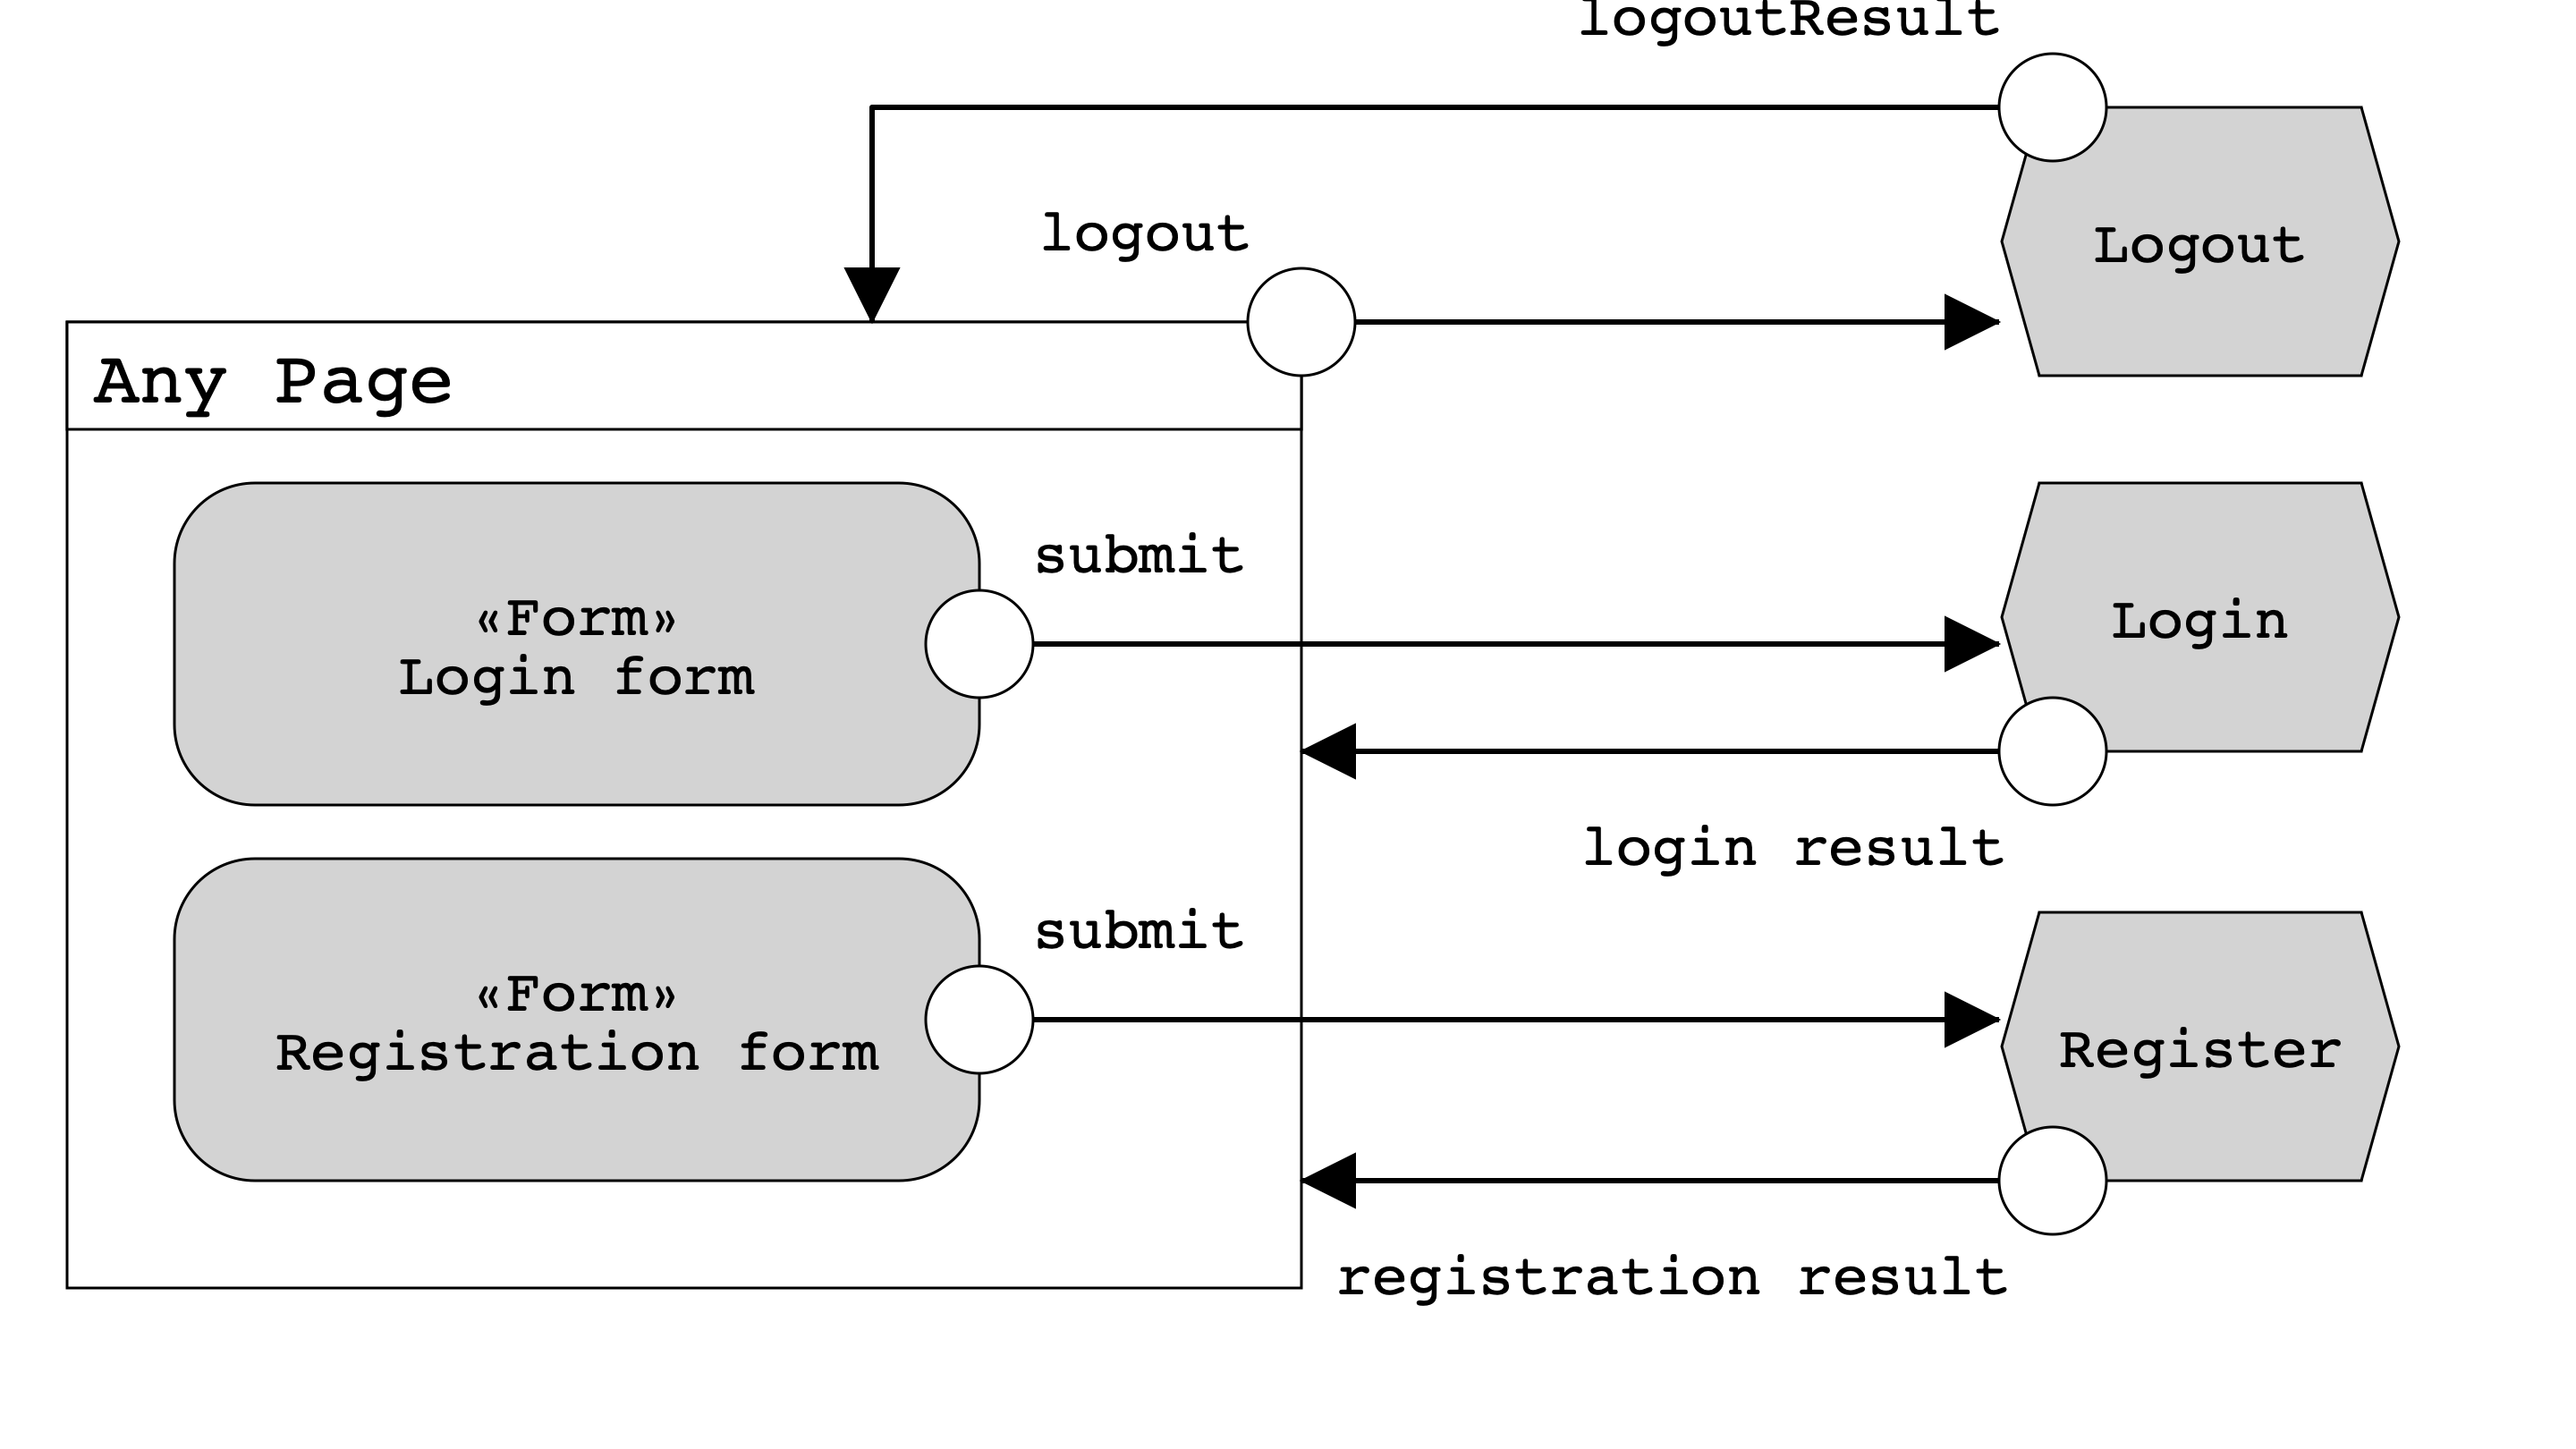 logoutResult
logout
Logout
Any Page
submit
«Form»
Login form
Login
login result
submit
«Form»
Registration form
Register
registration result